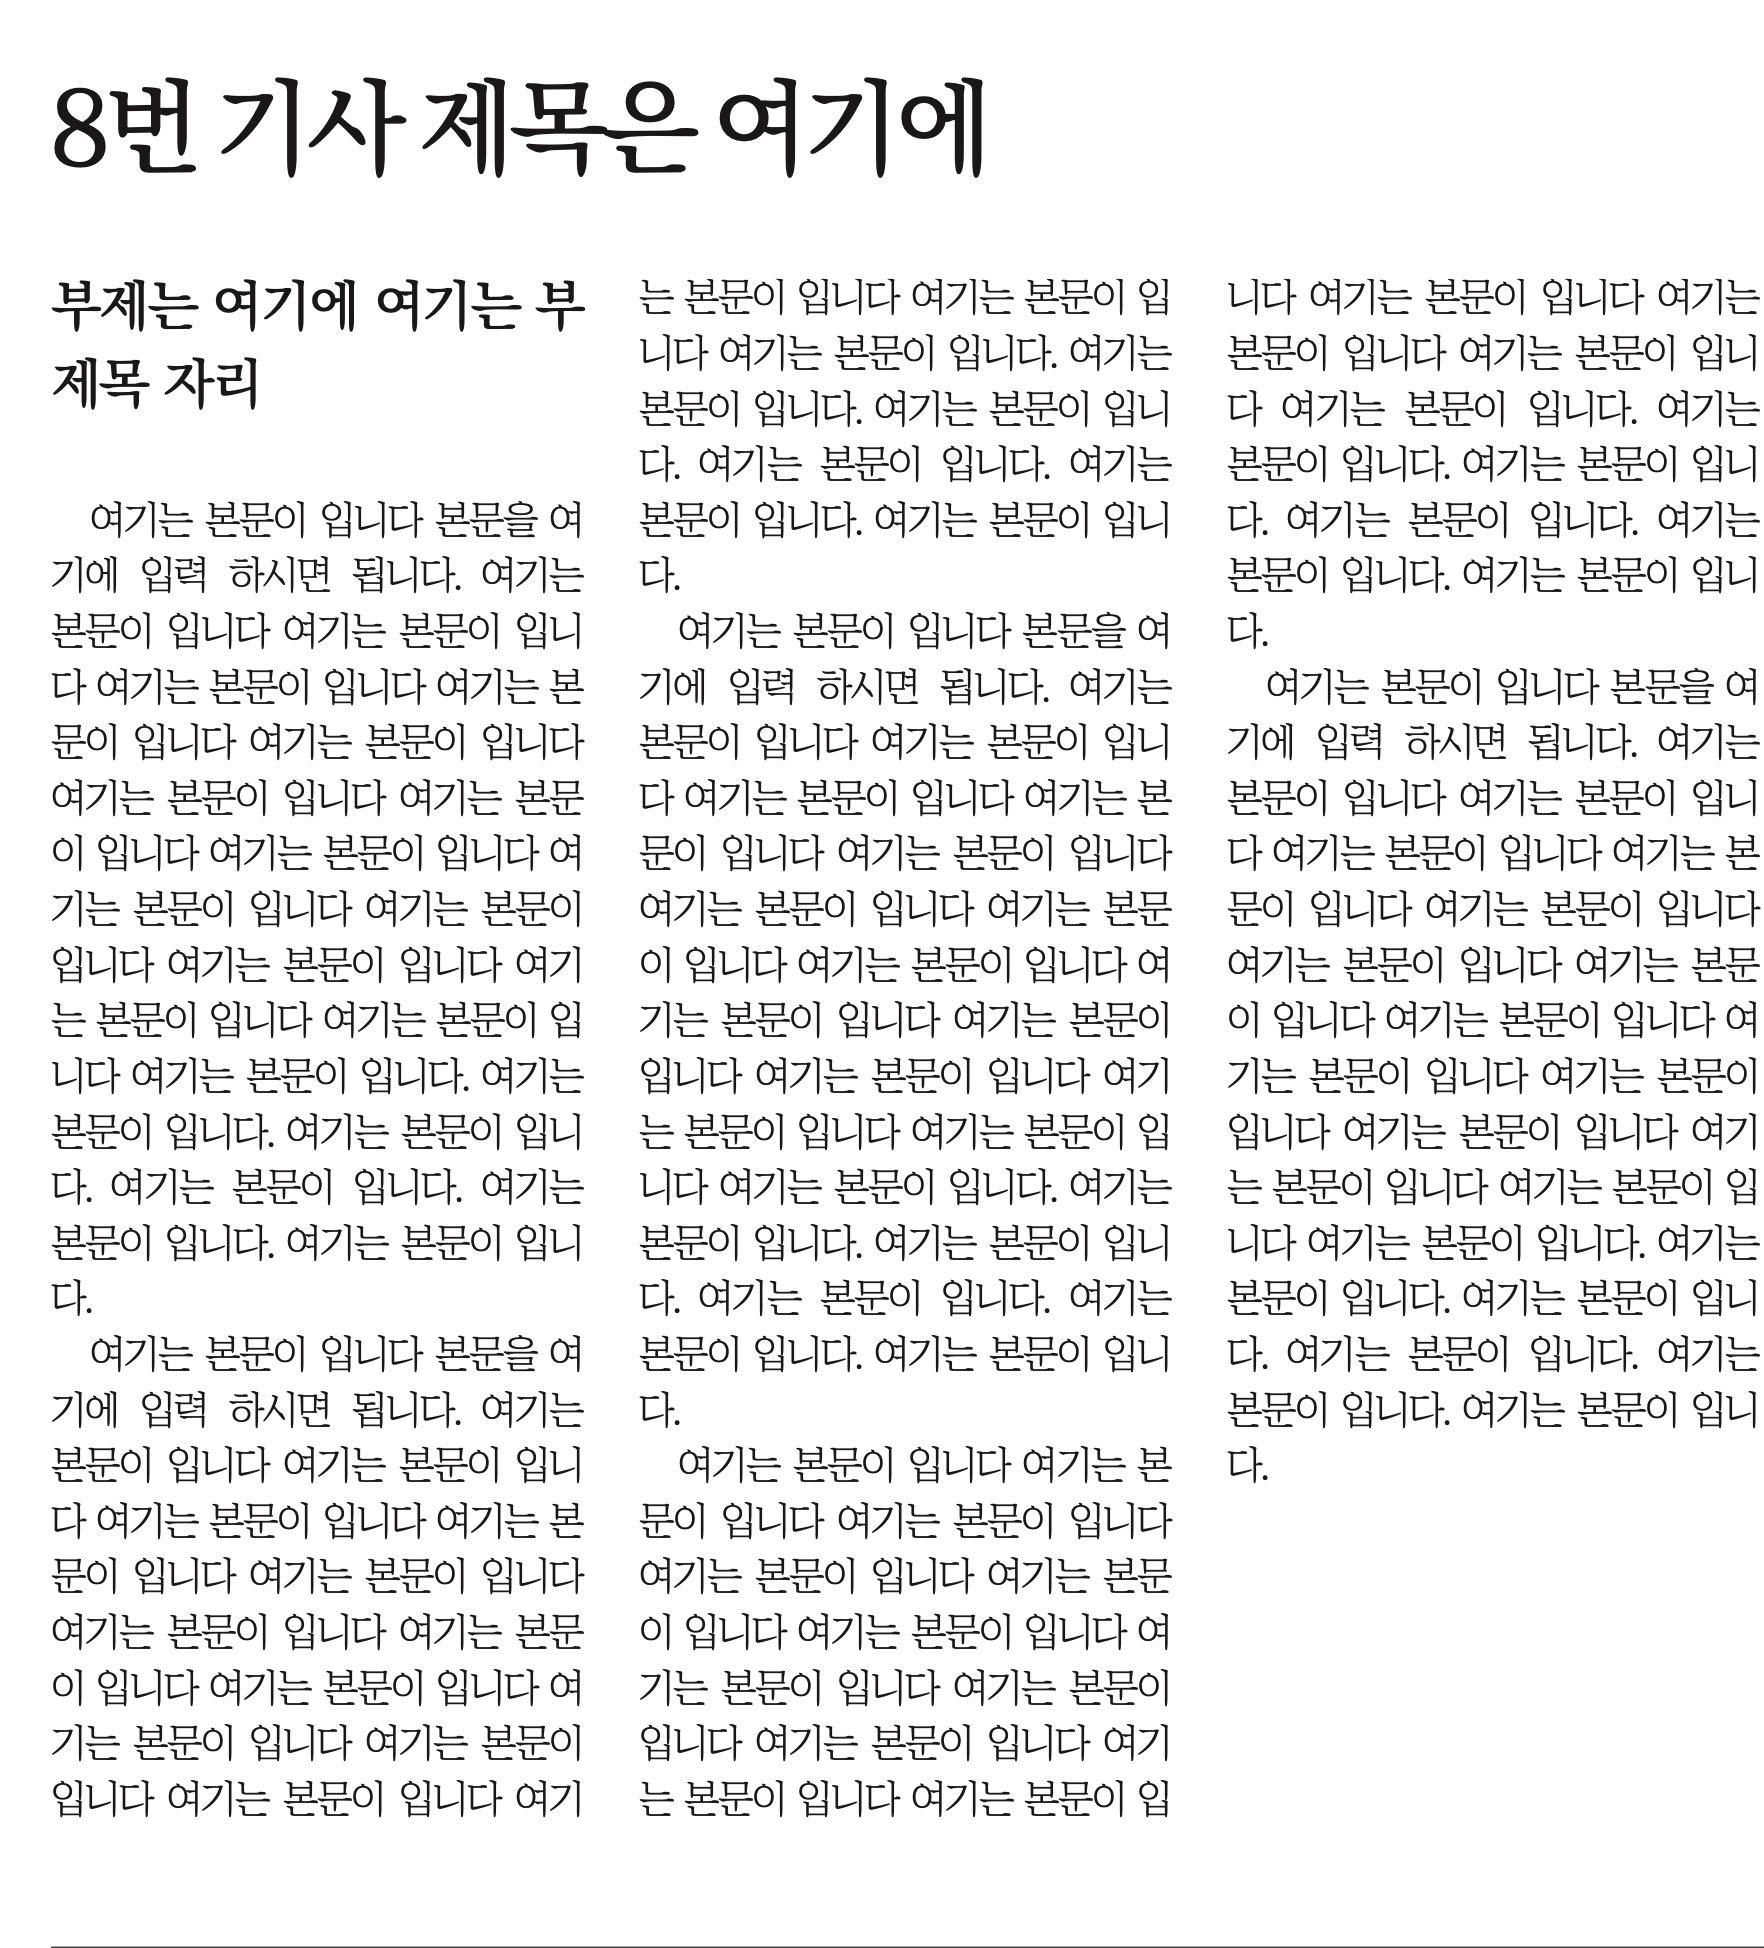 8번 기사 제목은 여기에
부제는 여기에 여기는 부
제목 자리
여기는 본문이 입니다 본문을 여
기에 입력 하시면 됩니다. 여기는
본문이 입니다 여기는 본문이 입니
다 여기는 본문이 입니다 여기는 본
문이 입니다 여기는 본문이 입니다
여기는 본문이 입니다 여기는 본문
이 입니다 여기는 본문이 입니다 여
기는 본문이 입니다 여기는 본문이
입니다 여기는 본문이 입니다 여기
는 본문이 입니다 여기는 본문이 입
니다 여기는 본문이 입니다. 여기는
본문이 입니다. 여기는 본문이 입니
다. 여기는 본문이 입니다. 여기는
본문이 입니다. 여기는 본문이 입니
다.
여기는 본문이 입니다 본문을 여
기에 입력 하시면 됩니다. 여기는
본문이 입니다 여기는 본문이 입니
다 여기는 본문이 입니다 여기는 본
문이 입니다 여기는 본문이 입니다
여기는 본문이 입니다 여기는 본문
이 입니다 여기는 본문이 입니다 여
기는 본문이 입니다 여기는 본문이
입니다 여기는 본문이 입니다 여기
는 본문이 입니다 여기는 본문이 입
니다 여기는 본문이 입니다. 여기는
본문이 입니다. 여기는 본문이 입니
다. 여기는 본문이 입니다. 여기는
본문이 입니다. 여기는 본문이 입니
다.
여기는 본문이 입니다 본문을 여
기에 입력 하시면 됩니다. 여기는
본문이 입니다 여기는 본문이 입니
다 여기는 본문이 입니다 여기는 본
문이 입니다 여기는 본문이 입니다
여기는 본문이 입니다 여기는 본문
이 입니다 여기는 본문이 입니다 여
기는 본문이 입니다 여기는 본문이
입니다 여기는 본문이 입니다 여기
는 본문이 입니다 여기는 본문이 입
니다 여기는 본문이 입니다. 여기는
본문이 입니다. 여기는 본문이 입니
다. 여기는 본문이 입니다. 여기는
본문이 입니다. 여기는 본문이 입니
다.
여기는 본문이 입니다 여기는 본
문이 입니다 여기는 본문이 입니다
여기는 본문이 입니다 여기는 본문
이 입니다 여기는 본문이 입니다 여
기는 본문이 입니다 여기는 본문이
입니다 여기는 본문이 입니다 여기
는 본문이 입니다 여기는 본문이 입
니다 여기는 본문이 입니다 여기는
본문이 입니다 여기는 본문이 입니
다 여기는 본문이 입니다. 여기는
본문이 입니다. 여기는 본문이 입니
다. 여기는 본문이 입니다. 여기는
본문이 입니다. 여기는 본문이 입니
다.
여기는 본문이 입니다 본문을 여
기에 입력 하시면 됩니다. 여기는
본문이 입니다 여기는 본문이 입니
다 여기는 본문이 입니다 여기는 본
문이 입니다 여기는 본문이 입니다
여기는 본문이 입니다 여기는 본문
이 입니다 여기는 본문이 입니다 여
기는 본문이 입니다 여기는 본문이
입니다 여기는 본문이 입니다 여기
는 본문이 입니다 여기는 본문이 입
니다 여기는 본문이 입니다. 여기는
본문이 입니다. 여기는 본문이 입니
다. 여기는 본문이 입니다. 여기는
본문이 입니다. 여기는 본문이 입니
다.